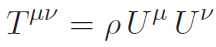 T^{μν} = ρ U^μ U^ν